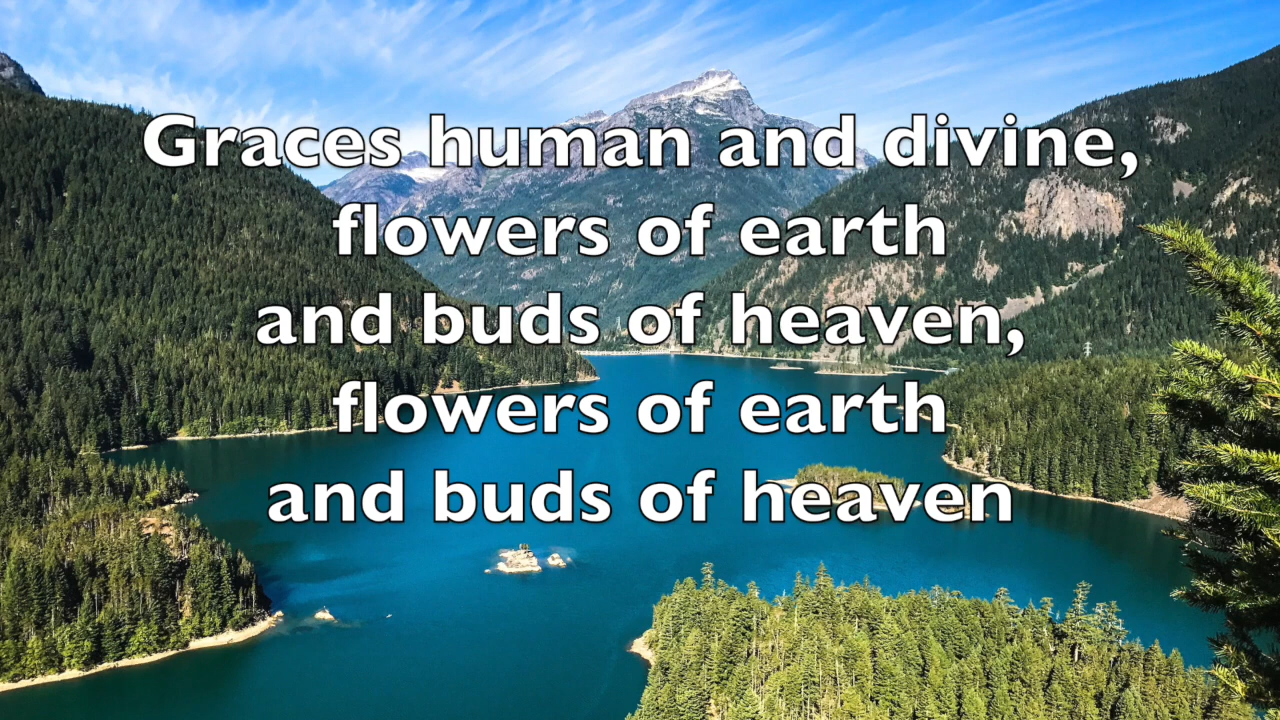 Graces human and divine,
flowers of earth
and buds of heaven,
flowers of earth
and buds of heaven